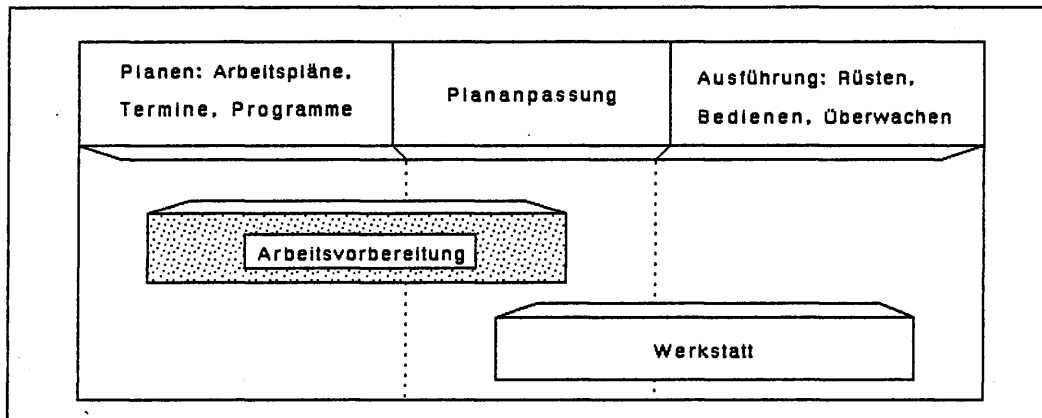 Planen: Arbeitspläne,
Termine, Programme
Plananpassung
Ausführung: Rüsten,
Bedienen, Überwachen
Arbeitsvorbereitung
Werkstatt